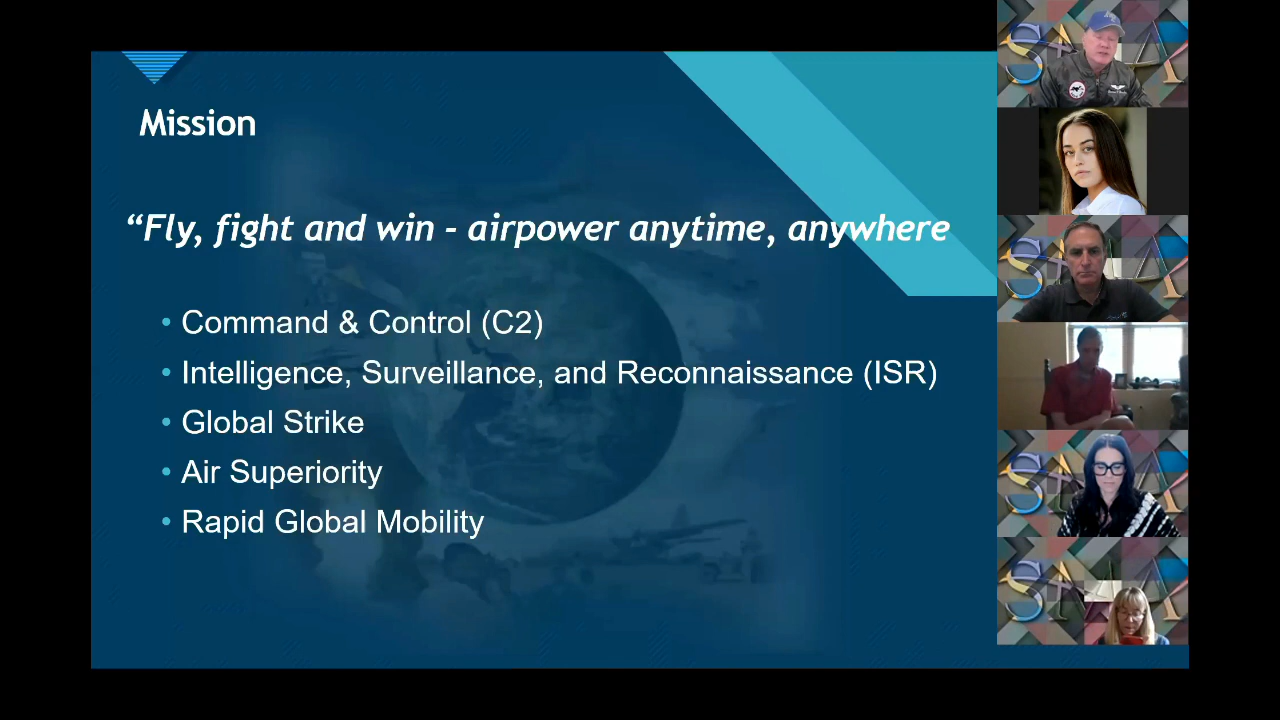 Mission
“Fly, fight and win - airpower anytime, anywhere
• Command & Control (C2)
• Intelligence, Surveillance, and Reconnaissance (ISR)
• Global Strike
• Air Superiority
• Rapid Global Mobility